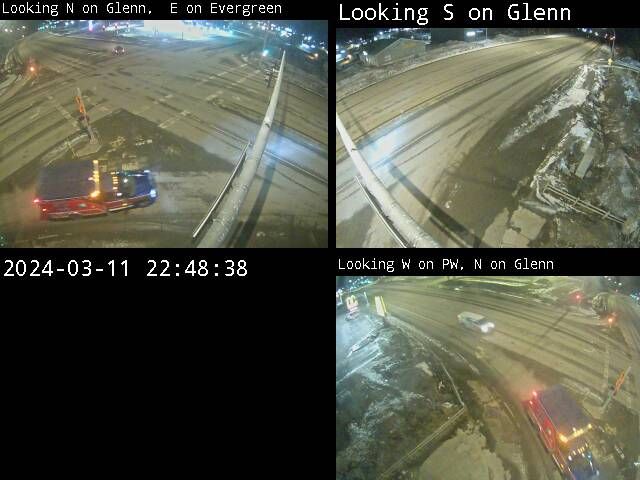 Looking N on Glenn, E on Evergreen
Looking S on Glenn
2024-03-11 22:48:38
Looking W on PW, N on Glenn